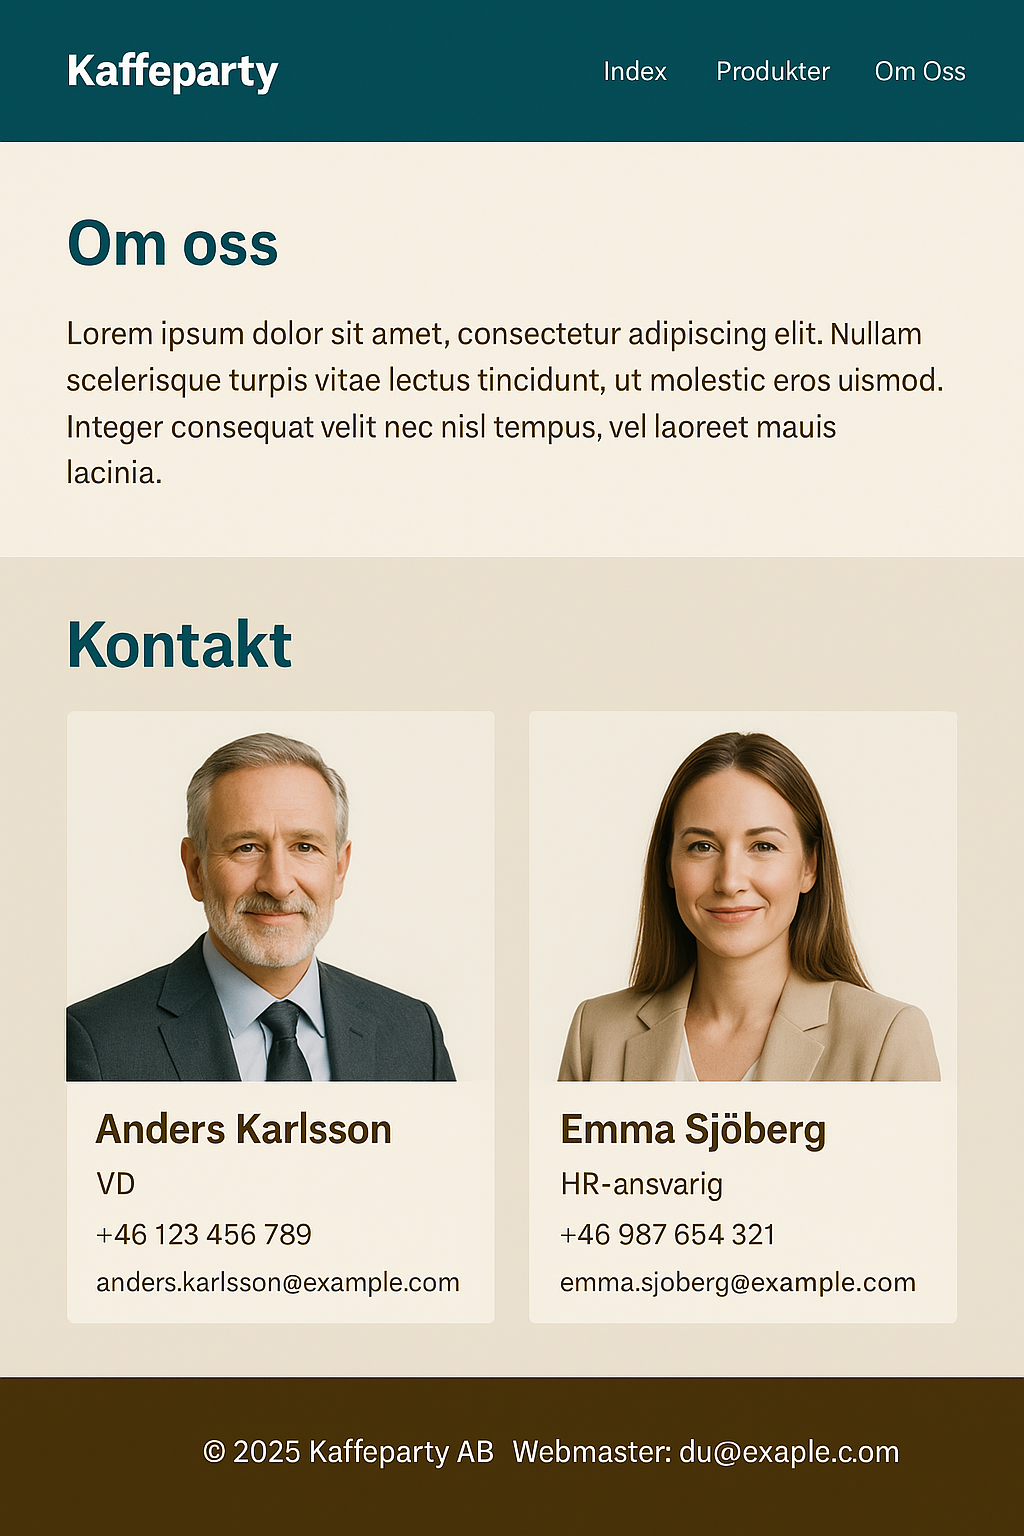 Kaffeparty
Index Produkter Om Oss
Om oss
Lorem ipsum dolor sit amet, consectetur adipiscing elit. Nullam
scelerisque turpis vitae lectus tincidunt, ut molestic eros uismod.
Integer consequat velit nec nisl tempus, vel laoreet mauis
lacinia.
Kontakt
Anders Karlsson
VD
+46 123 456 789
anders.karlsson@example.com
Emma Sjöberg
HR-ansvarig
+46 987 654 321
emma.sjoberg@example.com
© 2025 Kaffeparty AB Webmaster: du@exaple.c.om